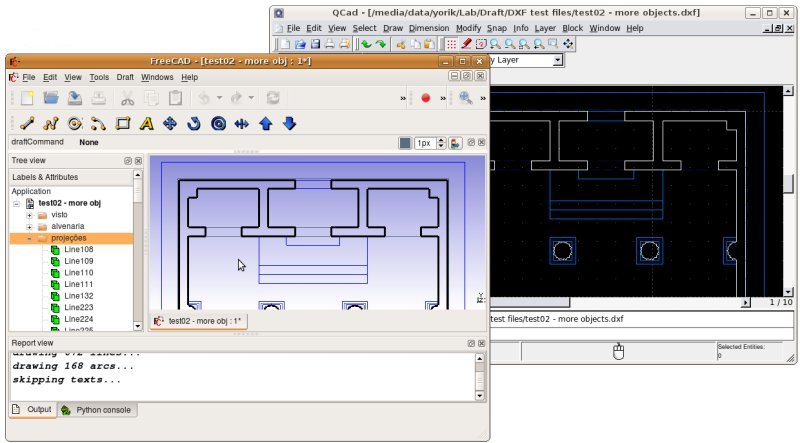 QCad - [/media/data/yorik/Lab/Draft/DXF test files/test02 - more objects.dxf]
File Edit View Select Draw Dimension Modify Snap Info Layer Block Window Help
y Layer
1 / 10
test files/test02 - more objects.dxf
Selected Entities:
0
FreeCAD - [test02 - more obj : 1*]
File Edit View Tools Draft Windows Help
draftCommand None
1px
Tree view
Labels & Attributes
Application
test02 - more obj
visto
alvenaria
projeções
Line108
Line109
Line110
Line111
Line132
Line223
Line224
Line225
test02 - more obj : 1*
Report view
drawing 672 lines...
drawing 168 arcs...
skipping texts...
Output Python console